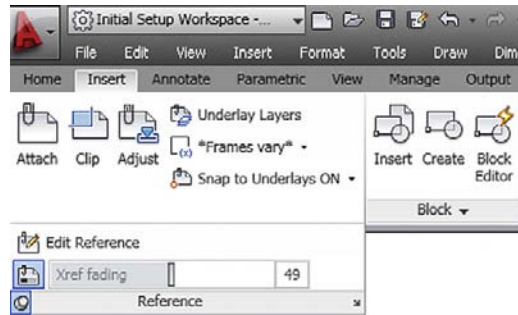 Initial Setup Workspace -...
File Edit View Insert Format Tools Draw Dim
Home Insert Annotate Parametric View Manage Output
Underlay Layers
*Frames vary*
Snap to Underlays ON
Attach Clip Adjust
Insert Create Block Editor
Block
Edit Reference
Xref fading 49
Reference